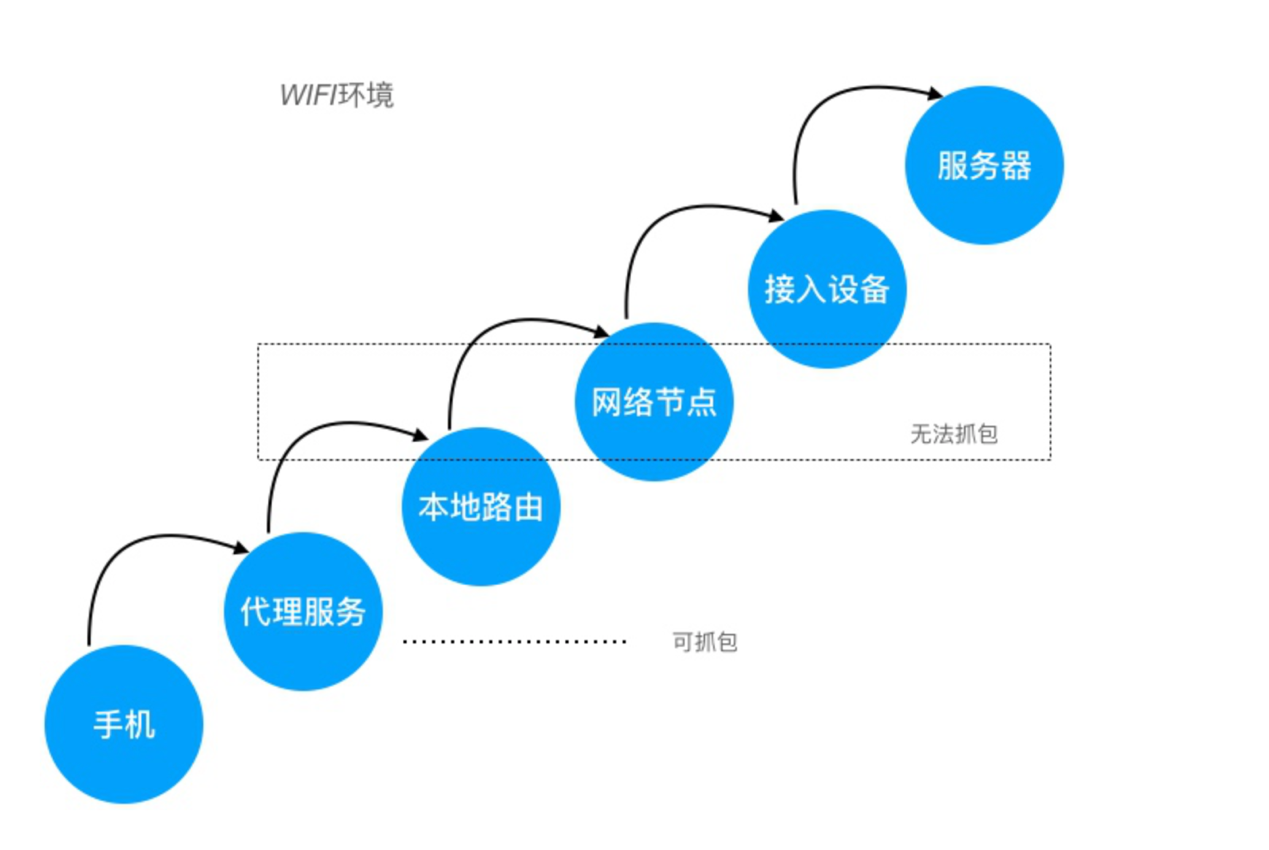 WIFI环境
服务器
接入设备
网络节点
无法抓包
本地路由
代理服务
可抓包
手机